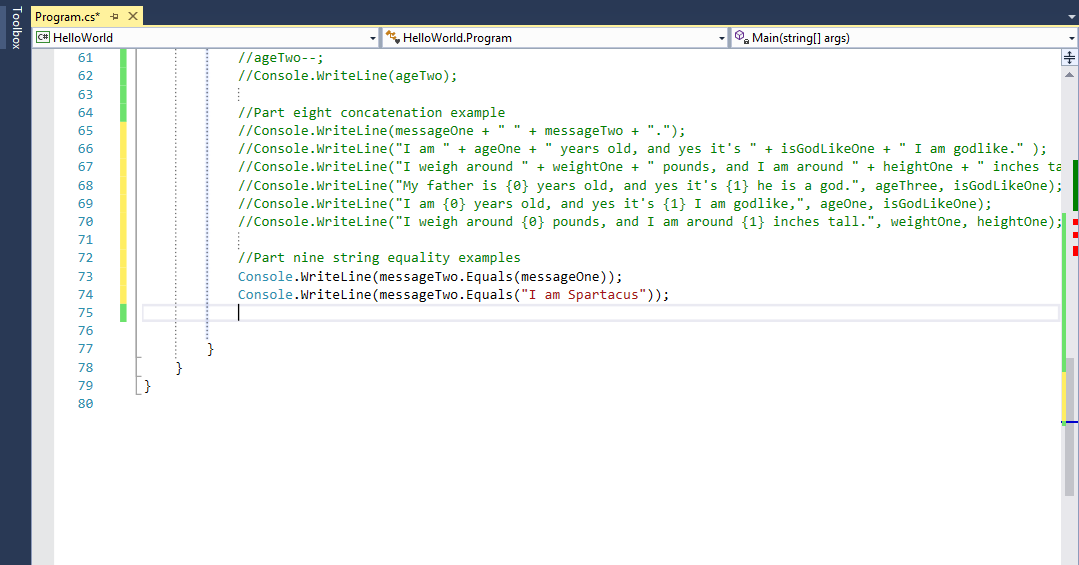 Toolbox
Program.cs*
C# HelloWorld
HelloWorld.Program
Main(string[] args)
61 //ageTwo--;
62 //Console.WriteLine(ageTwo);
63
64 //Part eight concatenation example
65 //Console.WriteLine(messageOne + " " + messageTwo + ".");
66 //Console.WriteLine("I am " + ageOne + " years old, and yes it's " + isGodLikeOne + " I am godlike." );
67 //Console.WriteLine("I weigh around " + weightOne + " pounds, and I am around " + heightOne + " inches ta
68 //Console.WriteLine("My father is {0} years old, and yes it's {1} he is a god.", ageThree, isGodLikeOne);
69 //Console.WriteLine("I am {0} years old, and yes it's {1} I am godlike,", ageOne, isGodLikeOne);
70 //Console.WriteLine("I weigh around {0} pounds, and I am around {1} inches tall.", weightOne, heightOne);
71
72 //Part nine string equality examples
73 Console.WriteLine(messageTwo.Equals(messageOne));
74 Console.WriteLine(messageTwo.Equals("I am Spartacus"));
75
76
77 }
78 }
79 }
80